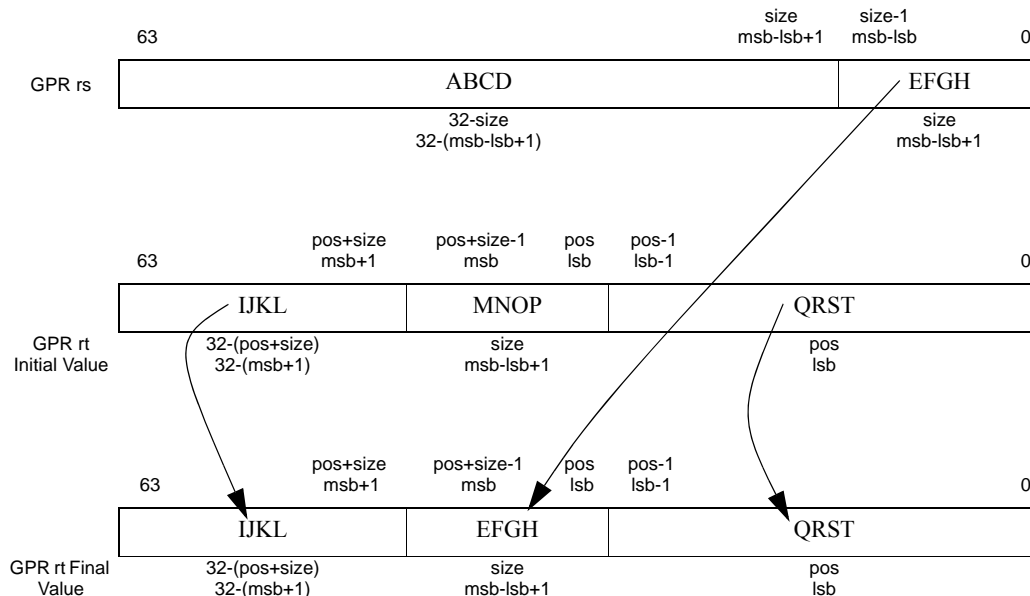 size size-1
63 msb-lsb+1 msb-lsb 0
GPR rs ABCD EFGH
32-size size
32-(msb-lsb+1) msb-lsb+1
pos+size pos+size-1 pos pos-1
63 msb+1 msb lsb lsb-1 0
IJKL MNOP QRST
GPR rt 32-(pos+size) size pos
Initial Value 32-(msb+1) msb-lsb+1 lsb
pos+size pos+size-1 pos pos-1
63 msb+1 msb lsb lsb-1 0
IJKL EFGH QRST
GPR rt Final 32-(pos+size) size pos
Value 32-(msb+1) msb-lsb+1 lsb